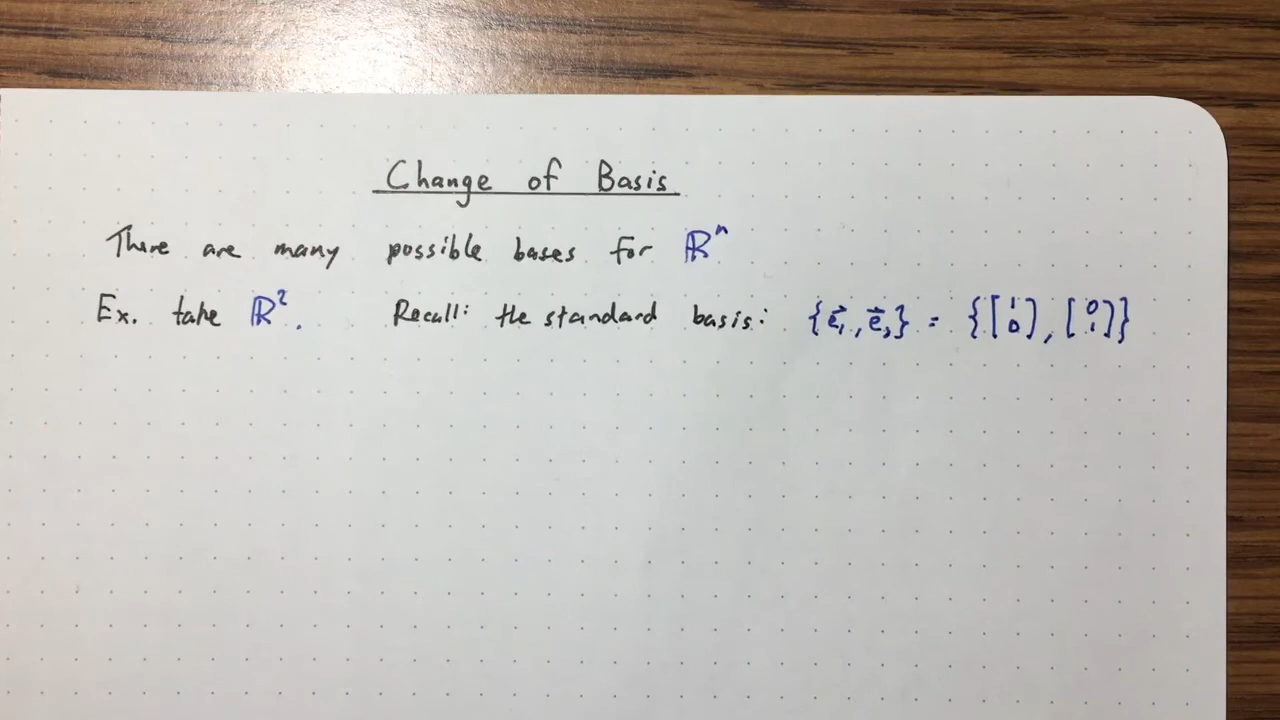 Change of Basis
There are many possible bases for ℝⁿ
Ex. take ℝ². Recall: the standard basis: {e⃗₁, e⃗₂} = {[1 0], [0 1]}